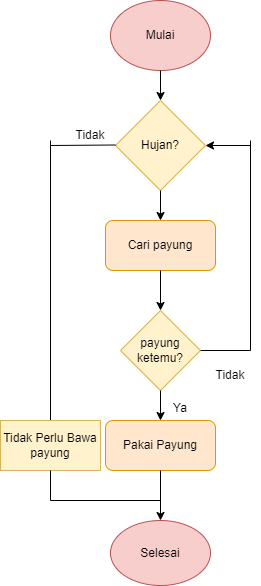 Mulai
Hujan?
Tidak
Cari payung
payung
ketemu?
Tidak
Ya
Tidak Perlu Bawa
payung
Pakai Payung
Selesai